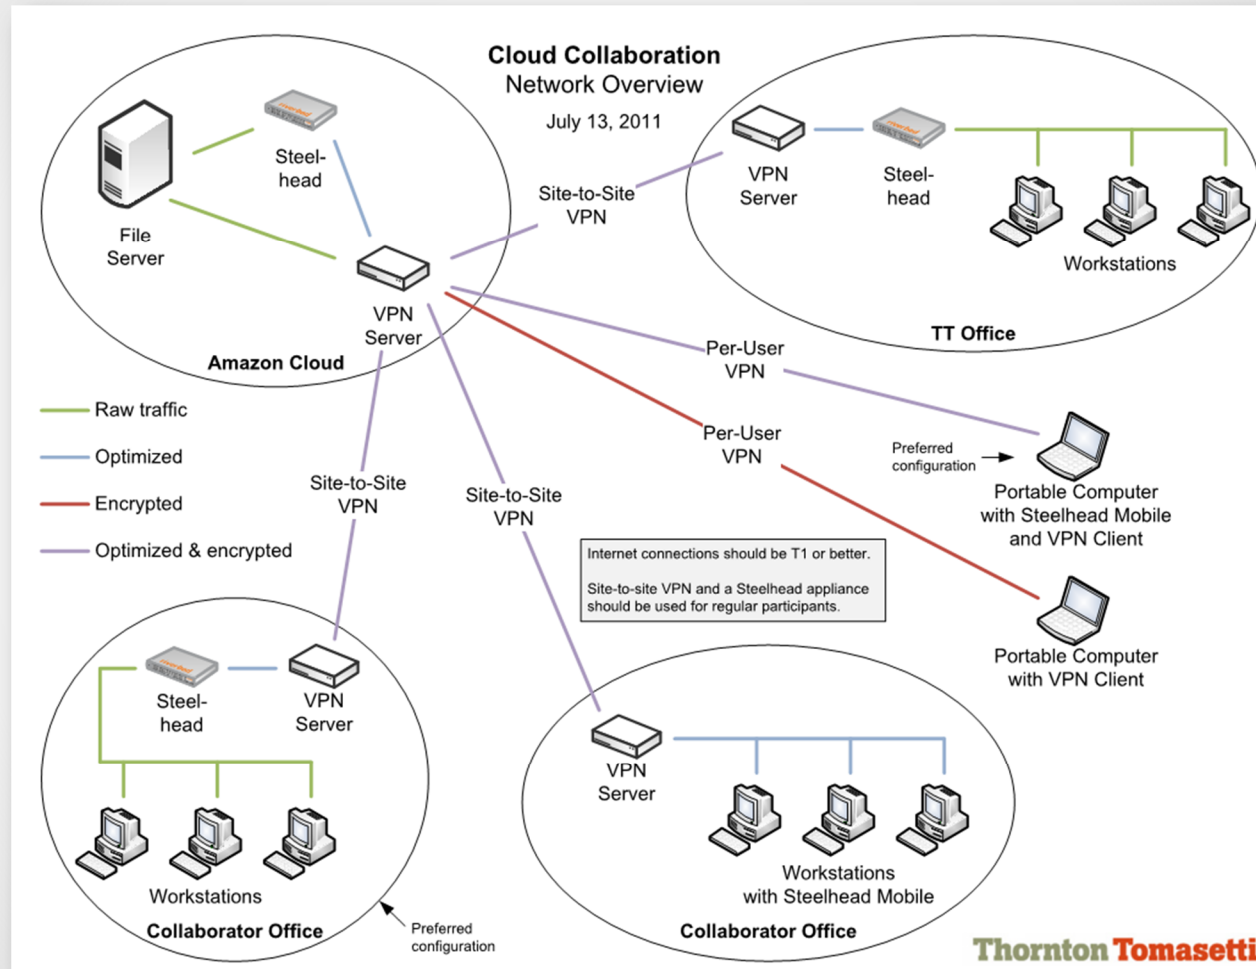 Cloud Collaboration
Network Overview
July 13, 2011
riverbed
Steel-
head
File
Server
VPN
Server
Amazon Cloud
Site-to-Site
VPN
VPN
Server
riverbed
Steel-
head
Workstations
TT Office
Per-User
VPN
Per-User
VPN
Preferred
configuration
Portable Computer
with Steelhead Mobile
and VPN Client
Portable Computer
with VPN Client
Raw traffic
Optimized
Encrypted
Optimized & encrypted
Site-to-Site
VPN
Site-to-Site
VPN
Internet connections should be T1 or better.
Site-to-site VPN and a Steelhead appliance
should be used for regular participants.
riverbed
Steel-
head
VPN
Server
Workstations
Collaborator Office
Preferred
configuration
VPN
Server
Workstations
with Steelhead Mobile
Collaborator Office
Thornton Tomasetti